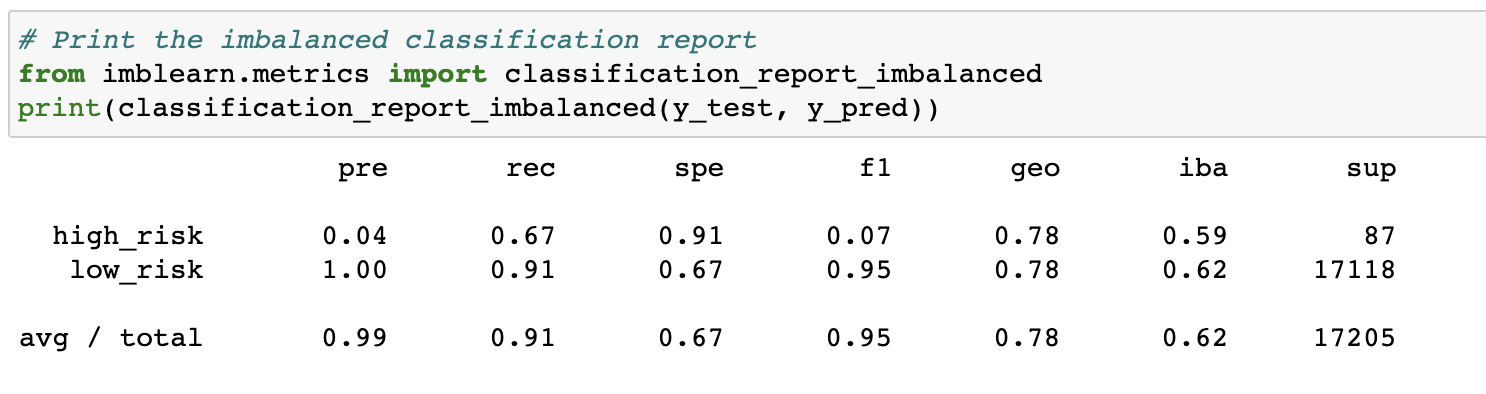 # Print the imbalanced classification report
from imblearn.metrics import classification_report_imbalanced
print(classification_report_imbalanced(y_test, y_pred))
pre rec spe f1 geo iba sup
high_risk 0.04 0.67 0.91 0.07 0.78 0.59 87
low_risk 1.00 0.91 0.67 0.95 0.78 0.62 17118
avg / total 0.99 0.91 0.67 0.95 0.78 0.62 17205